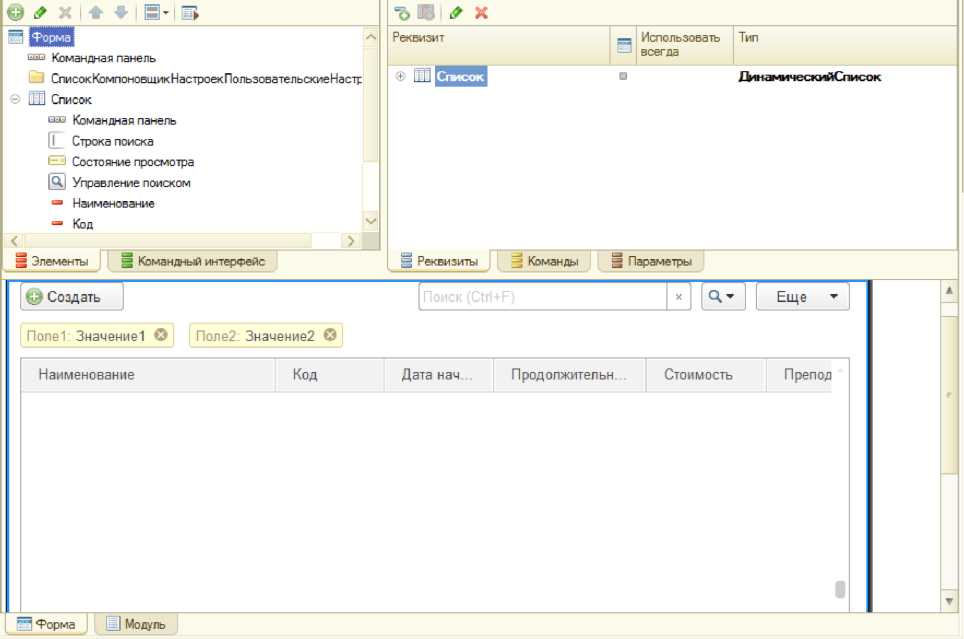 Форма
Командная панель
СписокКомпоновщикНастроекПользовательскиеНастр
Список
Командная панель
Строка поиска
Состояние просмотра
Управление поиском
Наименование
Код
Элементы
Командный интерфейс
Реквизит
Использовать
всегда
Тип
Список
ДинамическийСписок
Реквизиты
Команды
Параметры
Создать
Поиск (Ctrl+F)
×
Еще
Поле1: Значение1
Поле2: Значение2
Наименование
Код
Дата нач...
Продолжительн...
Стоимость
Препод
Форма
Модуль